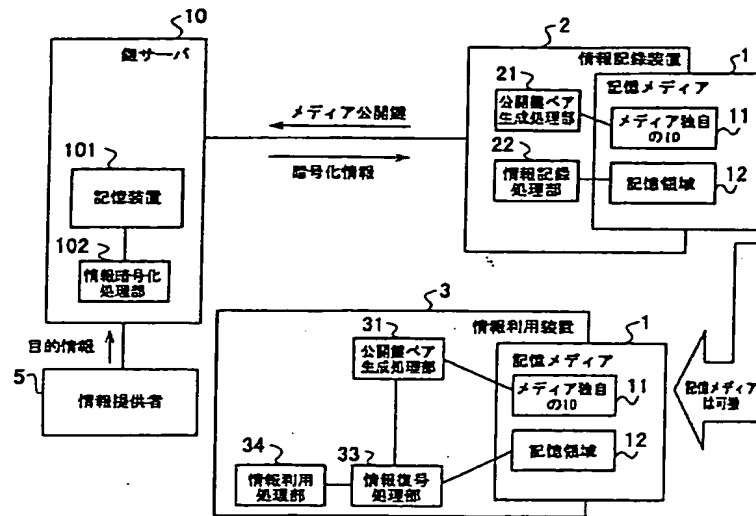 10
鍵サーバ
101
記憶装置
102
情報暗号化
処理部
目的情報
5
情報提供者
メディア公開鍵
暗号化情報
2
情報記録装置
21
公開鍵ペア
生成処理部
22
情報記録
処理部
1
記憶メディア
メディア独自
のID
11
12
記憶領域
3
情報利用装置
31
公開鍵ペア
生成処理部
34
情報利用
処理部
33
情報復号
処理部
1
記憶メディア
メディア独自
のID
11
12
記憶領域
記憶メディア
は可搬